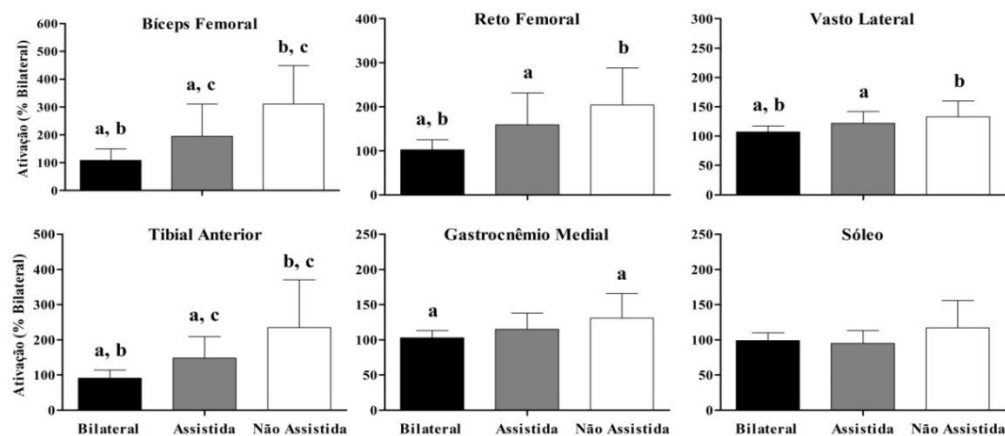 Bíceps Femoral
Ativação (% Bilateral)
600
500
400
300
200
100
0
a, b
a, c
b, c
Reto Femoral
400
300
200
100
0
a, b
a
b
Vasto Lateral
300
250
200
150
100
50
0
a, b
a
b
Tibial Anterior
Ativação (% Bilateral)
500
400
300
200
100
0
a, b
a, c
b, c
Bilateral Assistida Não Assistida
Gastrocnêmio Medial
250
200
150
100
50
0
a
a
Bilateral Assistida Não Assistida
Sóleo
250
200
150
100
50
0
Bilateral Assistida Não Assistida